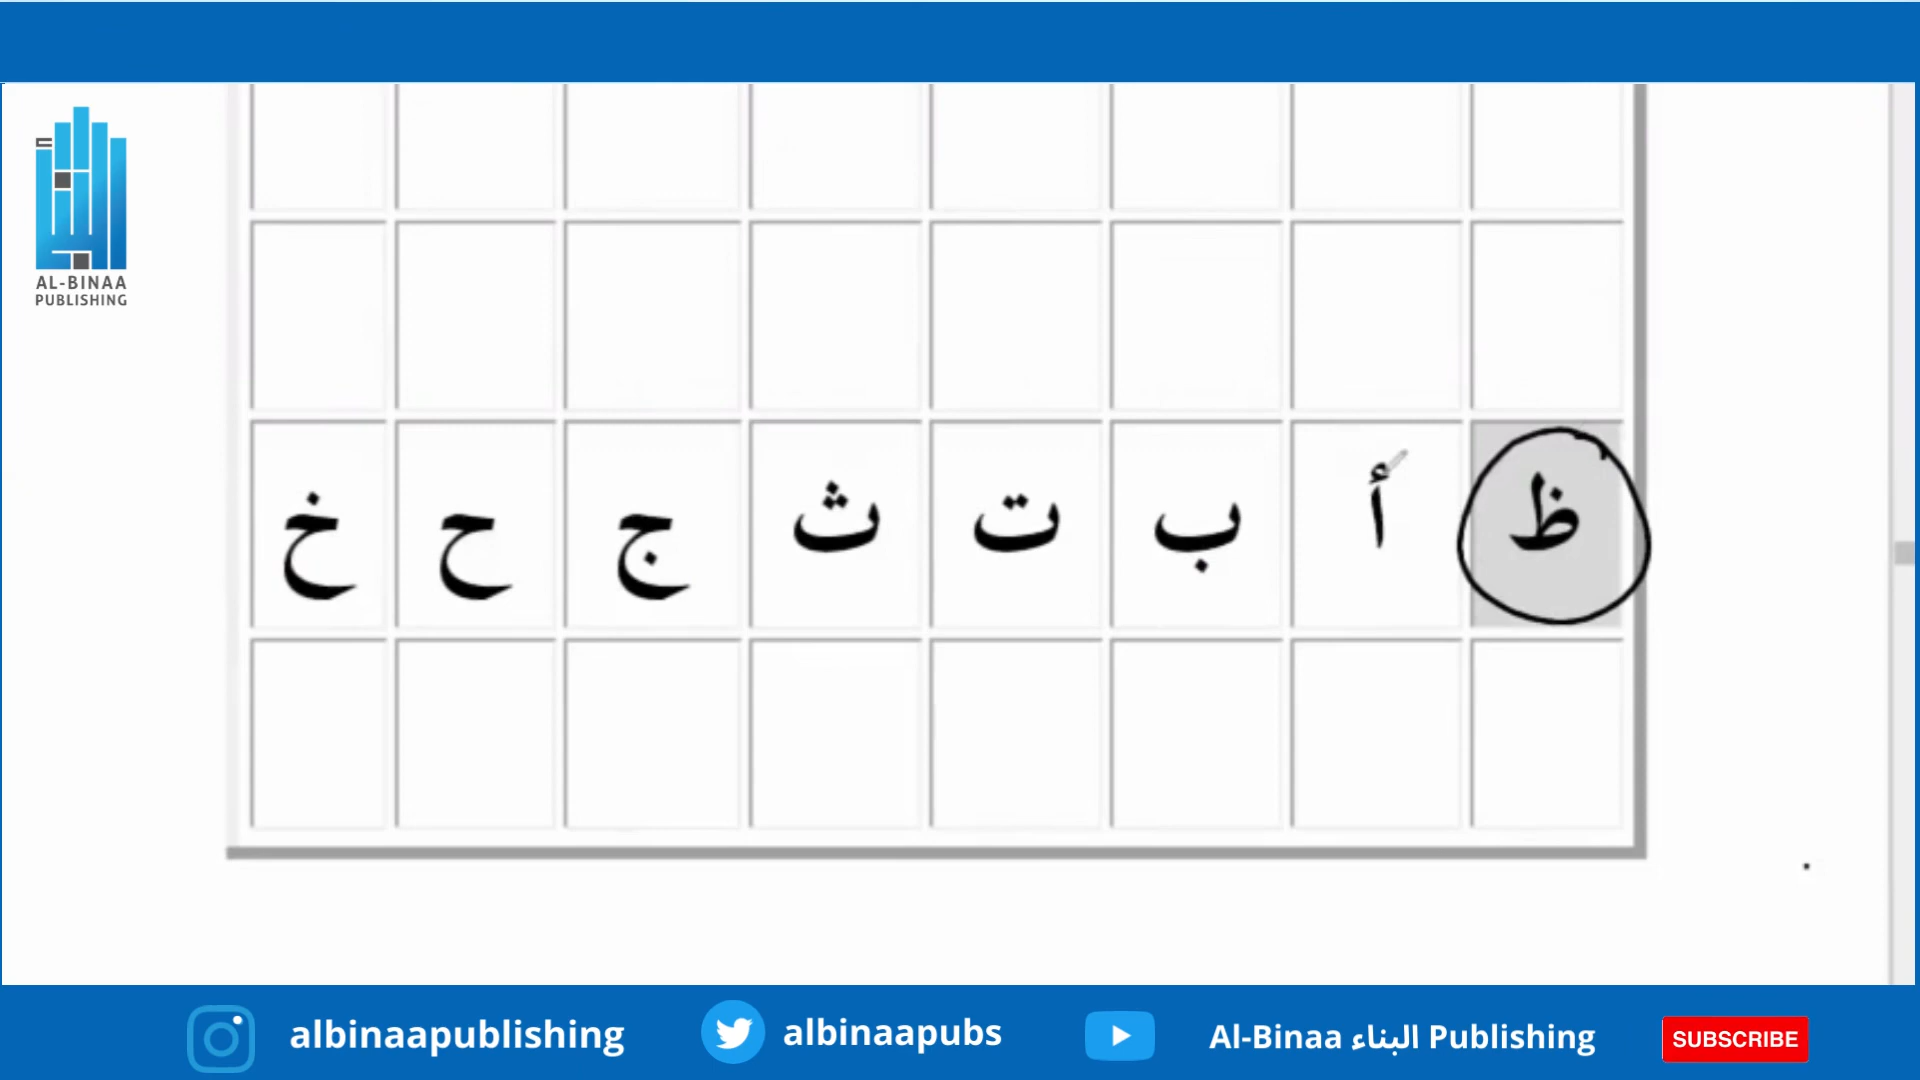 AL-BINAA
PUBLISHING
ظ أ ب ت ث ج ح خ
albinaapublishing
albinaapubs
Al-Binaa البناء Publishing
SUBSCRIBE